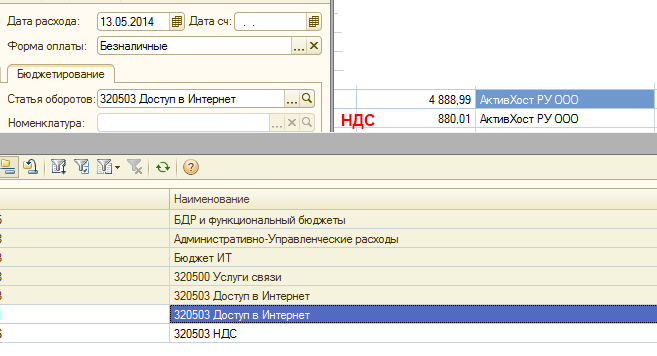 Дата расхода: 13.05.2014 Дата сч: . .
Форма оплаты: Безналичные ...
Бюджетирование
Статья оборотов: 320503 Доступ в Интернет ...
Номенклатура: ...
4 888,99 АктивХост РУ ООО
НДС 880,01 АктивХост РУ ООО
Наименование
БДР и функциональный бюджеты
Административно-Управленческие расходы
Бюджет ИТ
320500 Услуги связи
320503 Доступ в Интернет
320503 Доступ в Интернет
320503 НДС